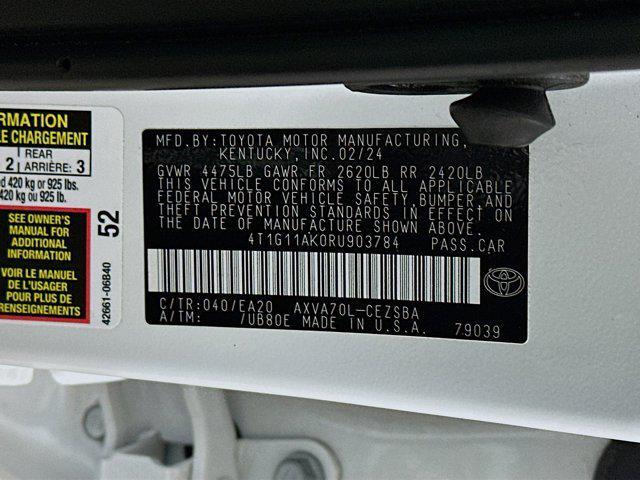 RMATION
LE CHARGEMENT
2 REAR ARRIÈRE: 3
d 420 kg or 925 lbs.
420 kg ou 925 lb.
SEE OWNER'S
MANUAL FOR
ADDITIONAL
INFORMATION
VOIR LE MANUEL
DE L'USAGER
POUR PLUS DE
RENSEIGNEMENTS
52
42661-06B40
MFD.BY:TOYOTA MOTOR MANUFACTURING,
KENTUCKY,INC.02/24
GVWR 4475LB GAWR FR 2620LB RR 2420LB
THIS VEHICLE CONFORMS TO ALL APPLICABLE
FEDERAL MOTOR VEHICLE SAFETY,BUMPER,AND
THEFT PREVENTION STANDARDS IN EFFECT ON
THE DATE OF MANUFACTURE SHOWN ABOVE.
4T1G11AK0RU903784 PASS.CAR
C/TR:040/EA20 AXVA70L-CEZSBA
A/TM: /UB80E MADE IN U.S.A. 79039